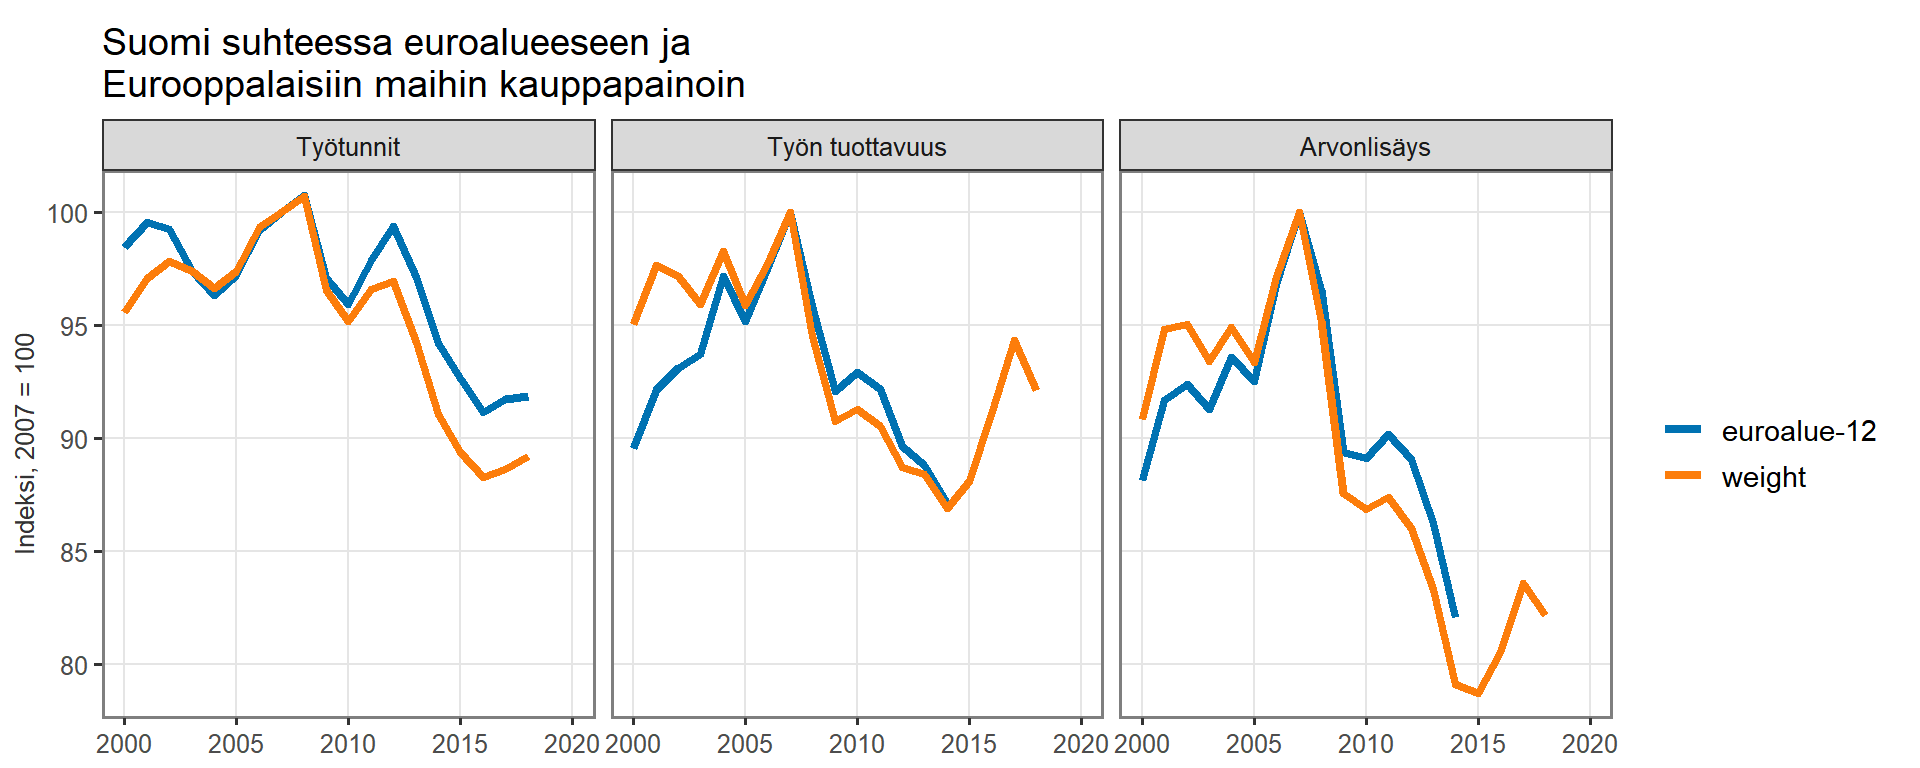 Suomi suhteessa euroalueeseen ja
Eurooppalaisiin maihin kauppapainoin
Työtunnit
Työn tuottavuus
Arvonlisäys
Indeksi, 2007 = 100
100
95
90
85
80
2000 2005 2010 2015 2020
2000 2005 2010 2015 2020
2000 2005 2010 2015 2020
euroalue-12
weight